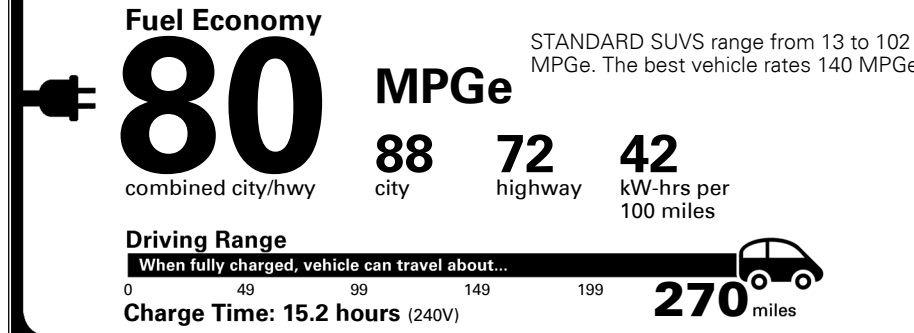 Fuel Economy
80
combined city/hwy
MPGe
STANDARD SUVS range from 13 to 102
MPGe. The best vehicle rates 140 MPGe
88
city
72
highway
42
kW-hrs per
100 miles
Driving Range
When fully charged, vehicle can travel about...
0 49 99 149 199
270 miles
Charge Time: 15.2 hours (240V)